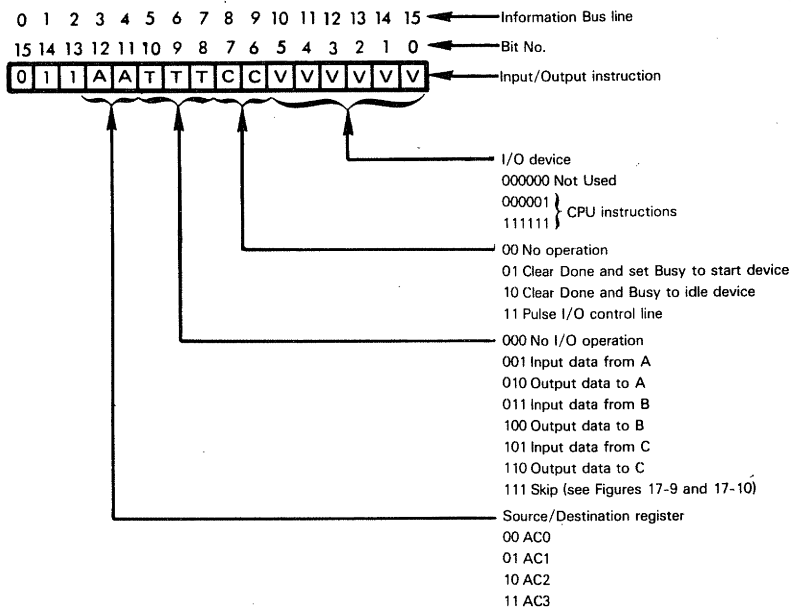 0 1 2 3 4 5 6 7 8 9 10 11 12 13 14 15 Information Bus line
15 14 13 12 11 10 9 8 7 6 5 4 3 2 1 0 Bit No.
0 1 1 A A T T T C C V V V V V V Input/Output instruction
I/O device
000000 Not Used
000001
111111 } CPU instructions
00 No operation
01 Clear Done and set Busy to start device
10 Clear Done and Busy to idle device
11 Pulse I/O control line
000 No I/O operation
001 Input data from A
010 Output data to A
011 Input data from B
100 Output data to B
101 Input data from C
110 Output data to C
111 Skip (see Figures 17-9 and 17-10)
Source/Destination register
00 AC0
01 AC1
10 AC2
11 AC3